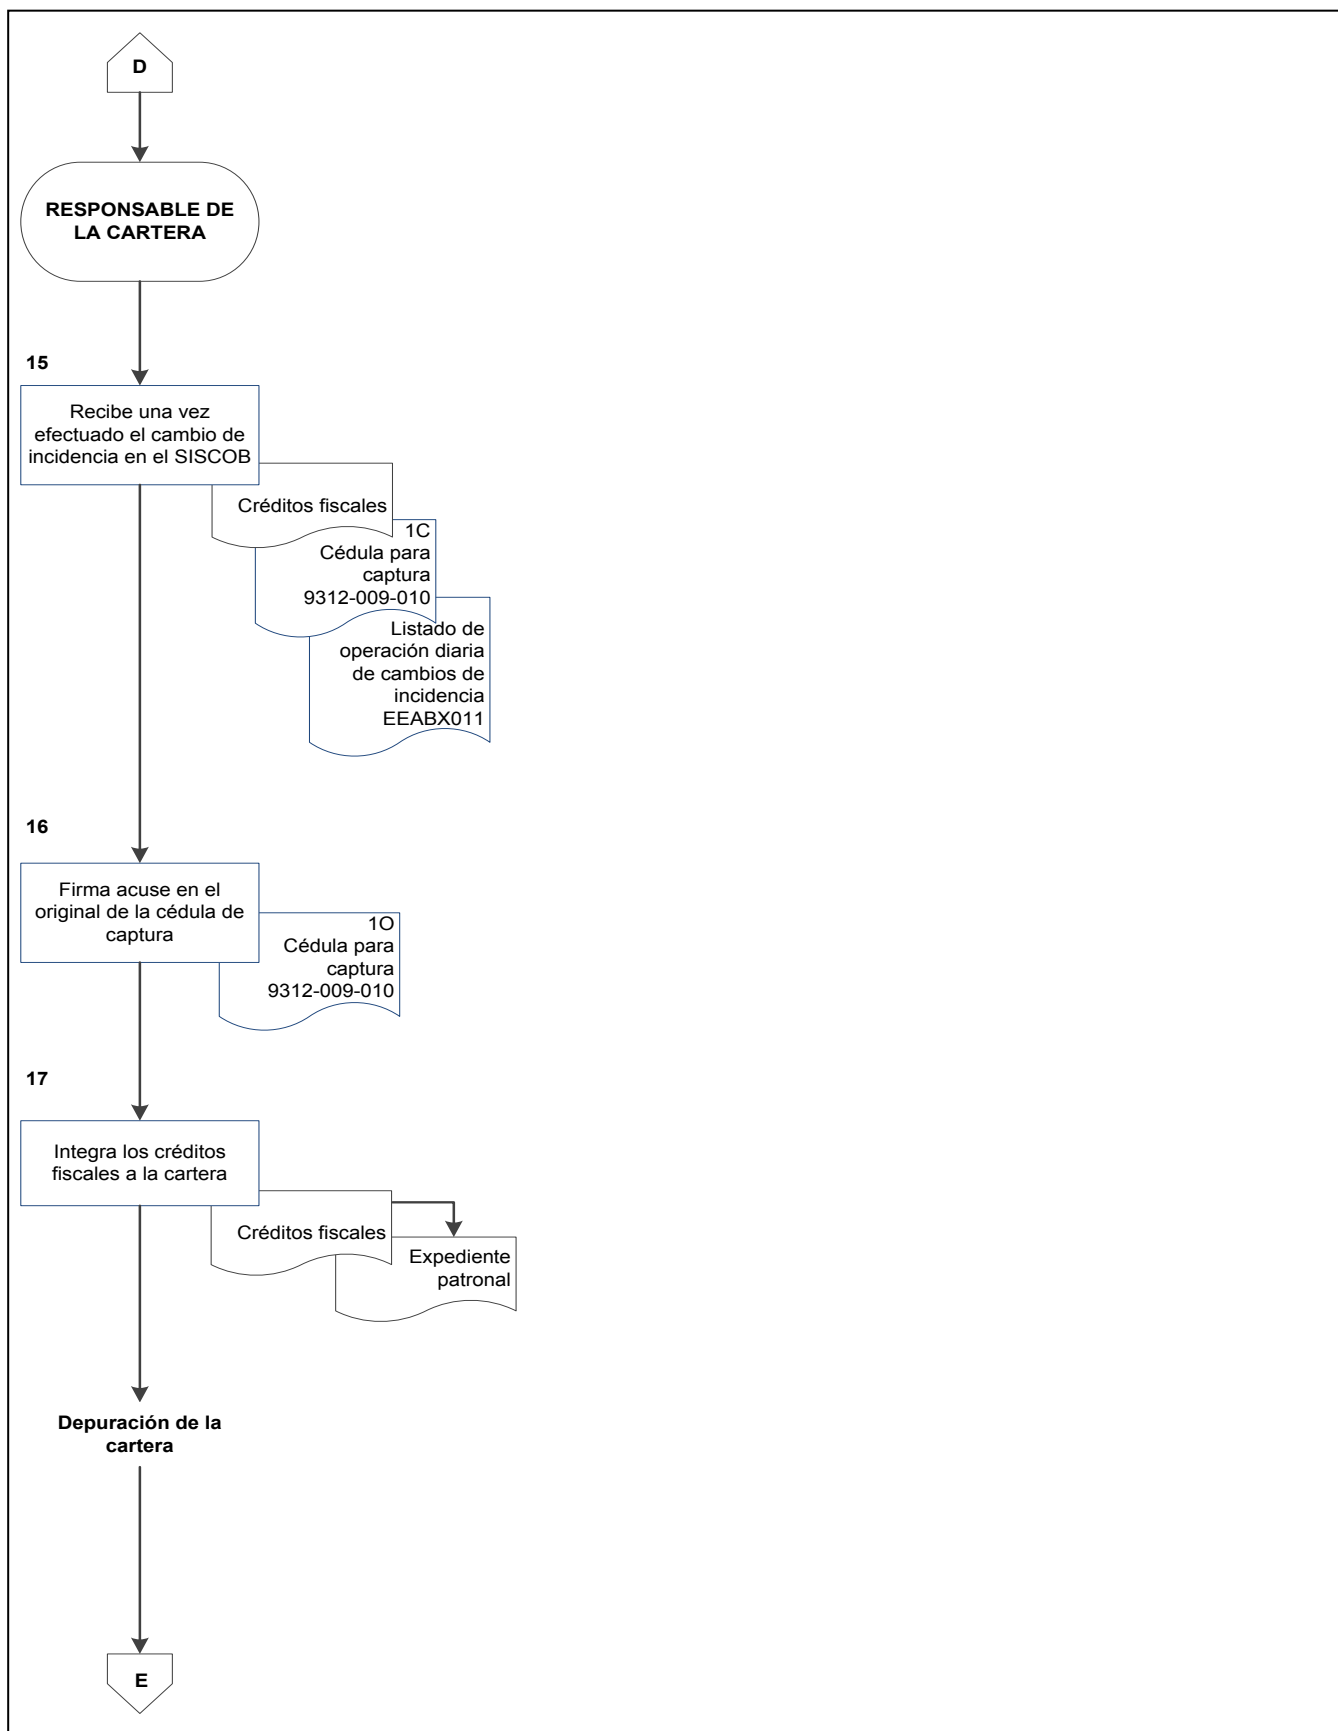 D
RESPONSABLE DE
LA CARTERA
15
Recibe una vez
efectuado el cambio de
incidencia en el SISCOB
Créditos fiscales
1C
Cédula para
captura
9312-009-010
Listado de
operación diaria
de cambios de
incidencia
EEABX011
16
Firma acuse en el
original de la cédula de
captura
1O
Cédula para
captura
9312-009-010
17
Integra los créditos
fiscales a la cartera
Créditos fiscales
Expediente
patronal
Depuración de la
cartera
E